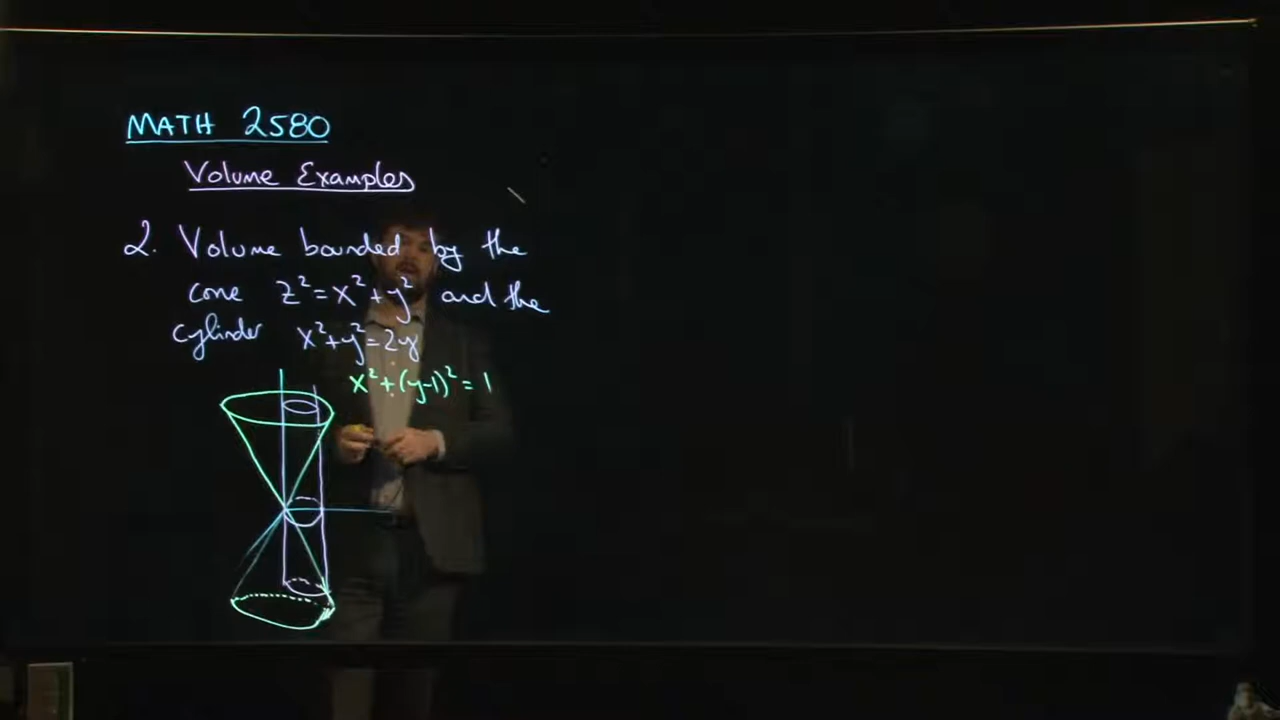 MATH 2580
Volume Examples
2. Volume bounded by the
cone z²=x²+y² and the
cylinder x²+y²=2y
x²+(y-1)²=1